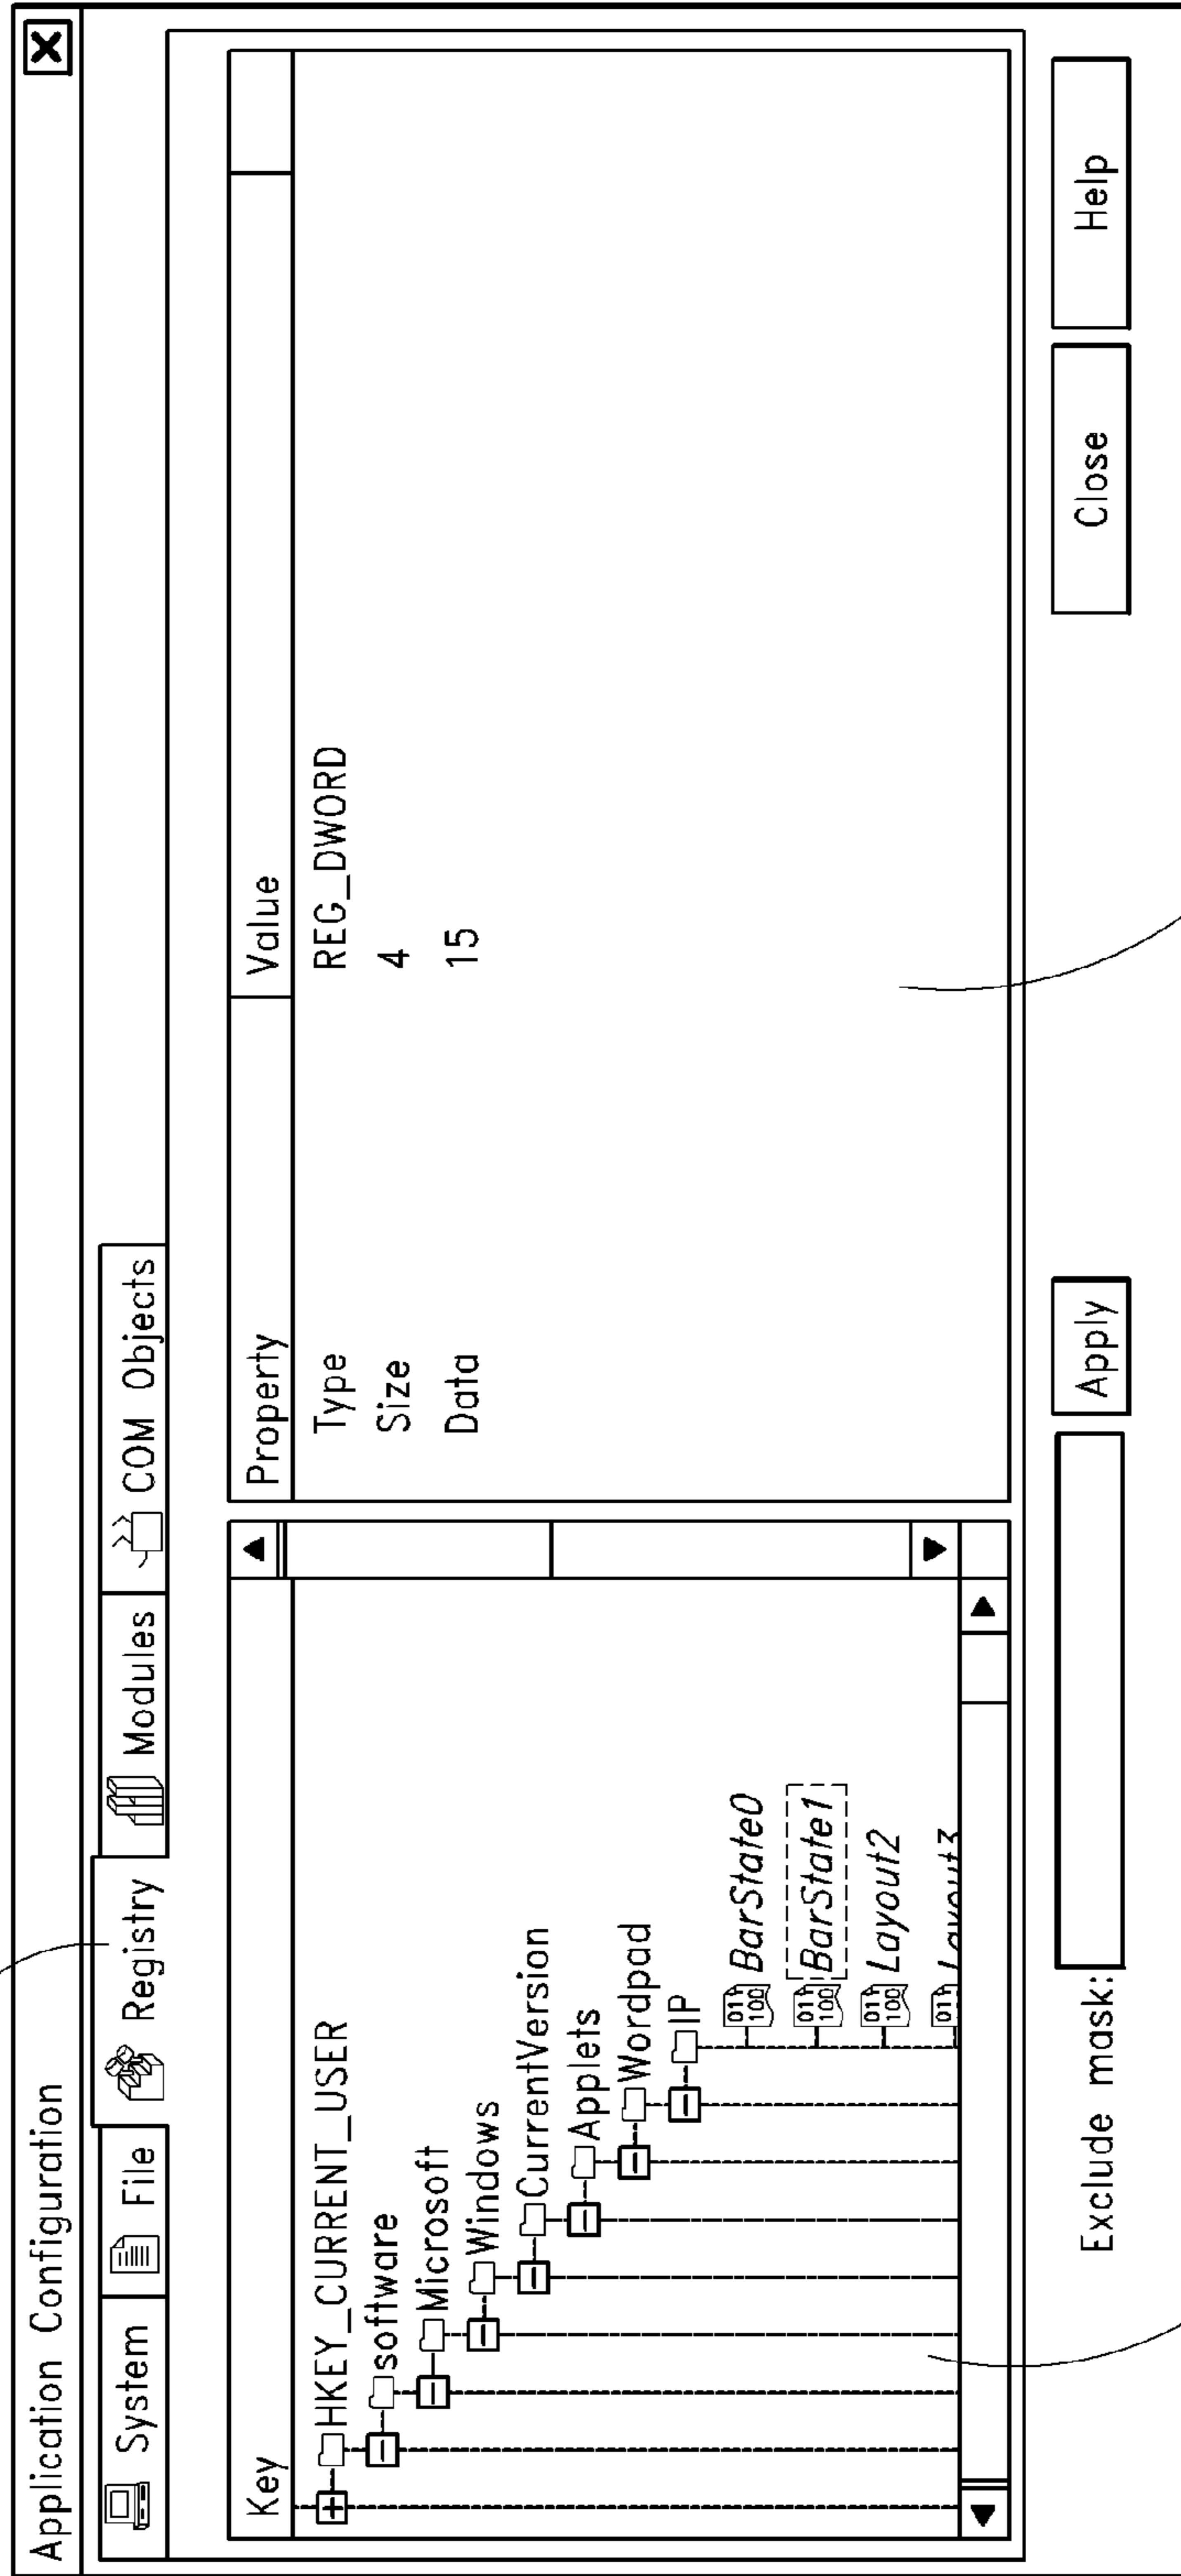 Application Configuration
System File Registry Modules COM Objects
Key
HKEY_CURRENT_USER
software
Microsoft
Windows
CurrentVersion
Applets
Wordpad
IP
BarState0
BarState1
Layout2
Layout3
Property Value
Type REG_DWORD
Size 4
Data 15
Exclude mask: Apply Close Help